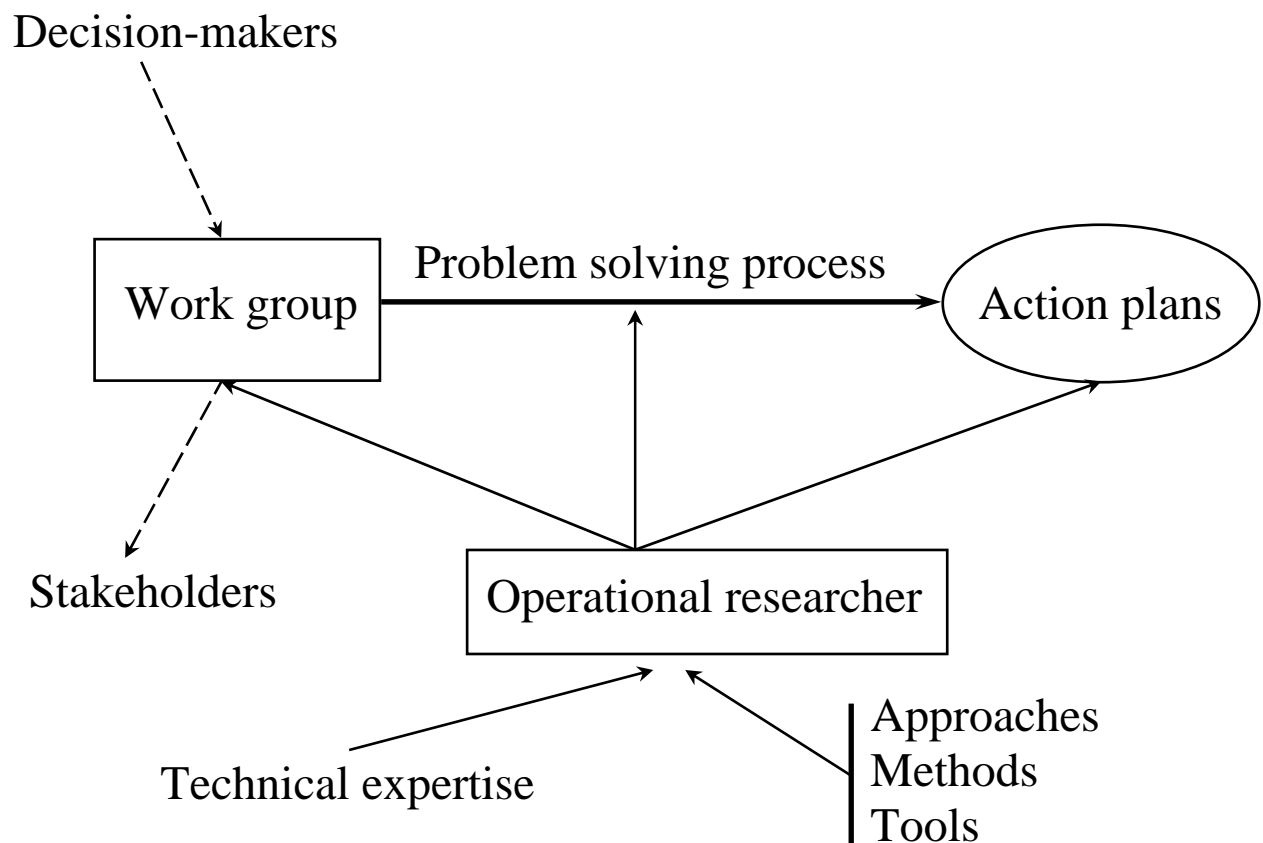 Decision-makers
Problem solving process
Work group
Action plans
Stakeholders
Operational researcher
Technical expertise
Approaches
Methods
Tools